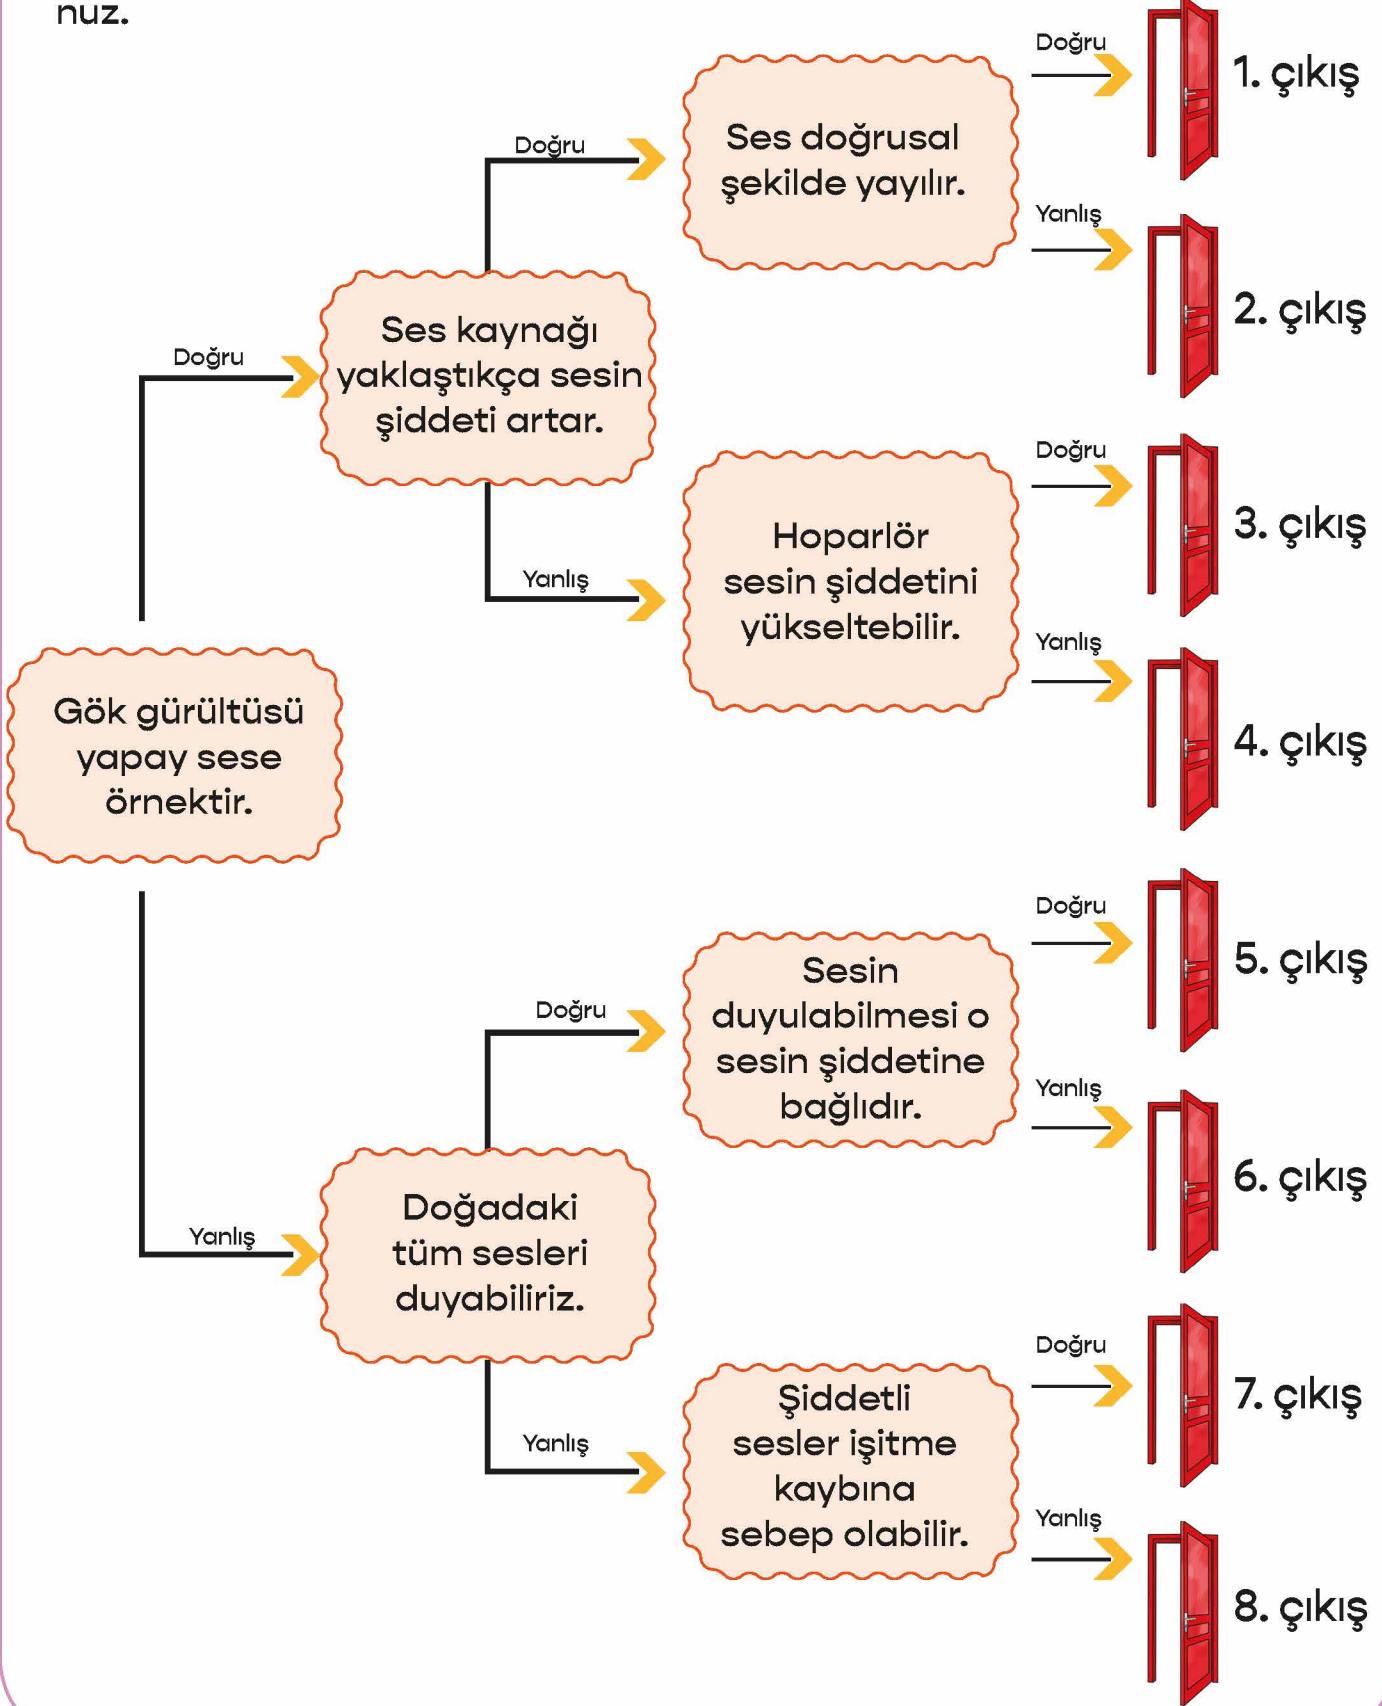 nuz.
Gök gürültüsü
yapay sese
örnektir.
Doğru
Yanlış
Ses kaynağı
yaklaştıkça sesin
şiddeti artar.
Doğru
Yanlış
Ses doğrusal
şekilde yayılır.
Doğru
1. çıkış
Yanlış
2. çıkış
Hoparlör
sesin şiddetini
yükseltebilir.
Doğru
3. çıkış
Yanlış
4. çıkış
Doğadaki
tüm sesleri
duyabiliriz.
Doğru
Yanlış
Sesin
duyulabilmesi o
sesin şiddetine
bağlıdır.
Doğru
5. çıkış
Yanlış
6. çıkış
Şiddetli
sesler işitme
kaybına
sebep olabilir.
Doğru
7. çıkış
Yanlış
8. çıkış